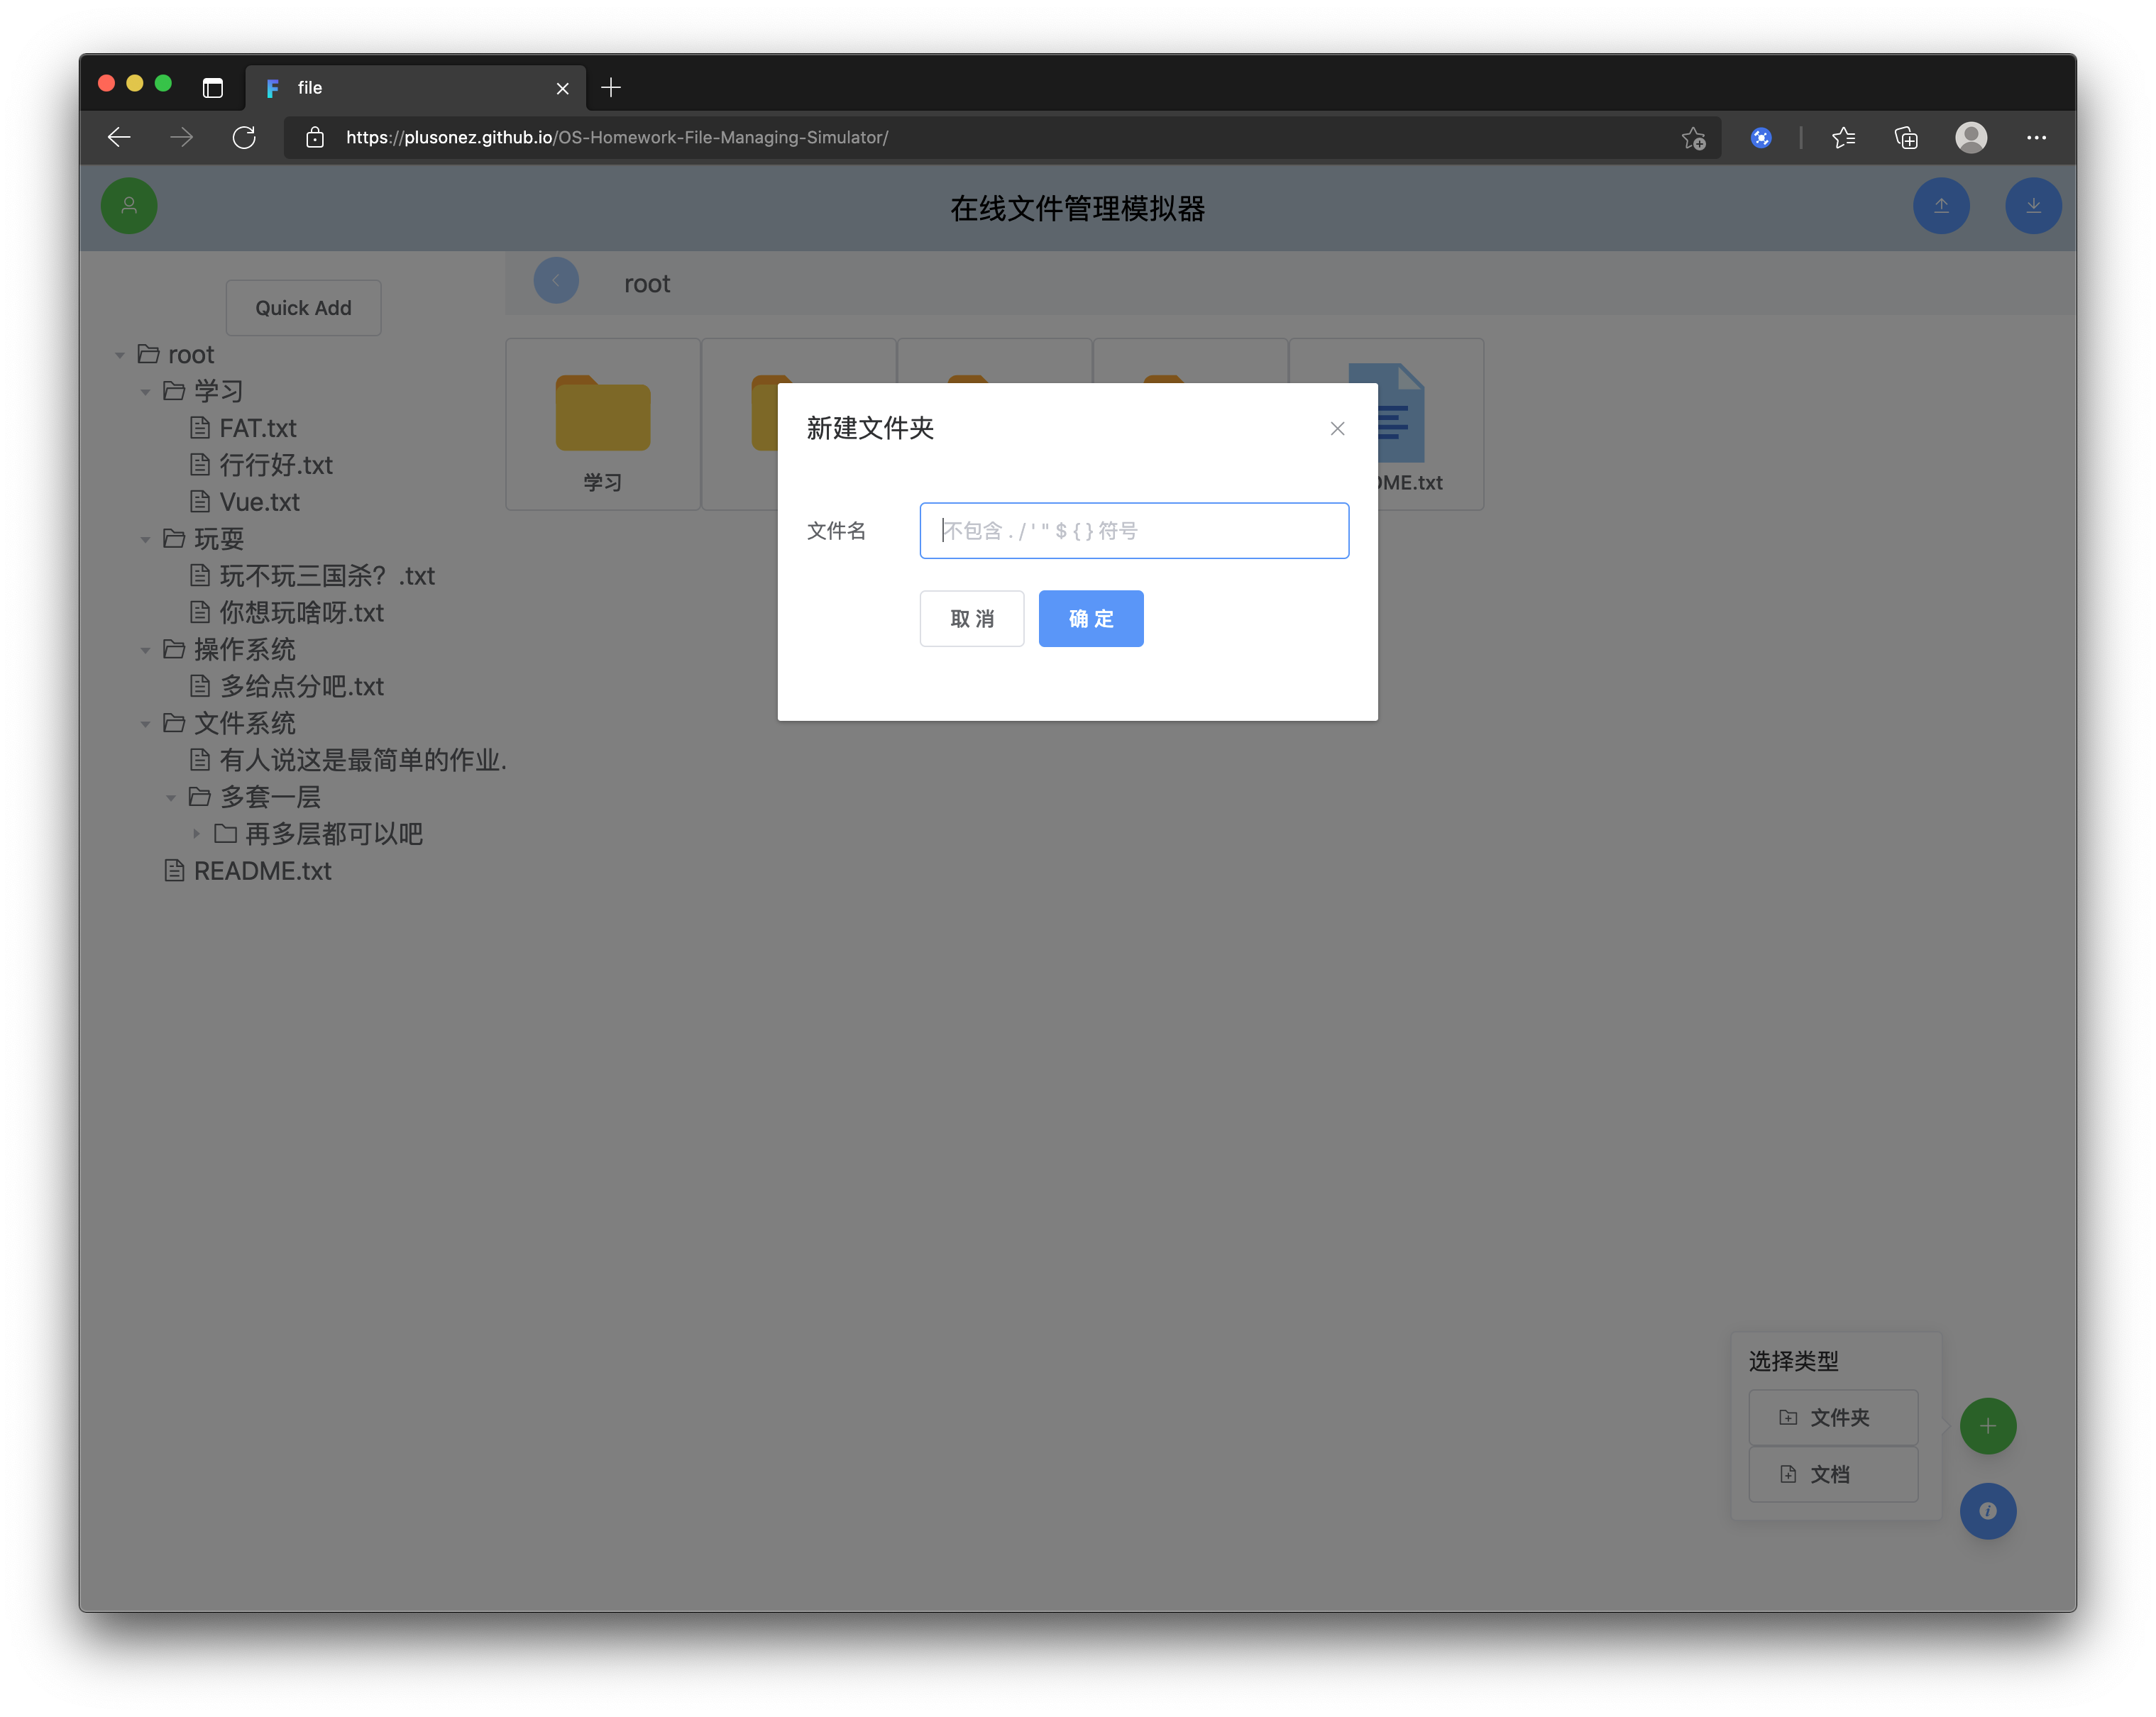 file
https://plusonez.github.io/OS-Homework-File-Managing-Simulator/
在线文件管理模拟器
Quick Add
root
学习
FAT.txt
行行好.txt
Vue.txt
玩耍
玩不玩三国杀？.txt
你想玩啥呀.txt
操作系统
多给点分吧.txt
文件系统
有人说这是最简单的作业.
多套一层
再多层都可以吧
README.txt
root
学习
ME.txt
新建文件夹
文件名
不包含 . / ' " $ { } 符号
取 消
确 定
选择类型
文件夹
文档